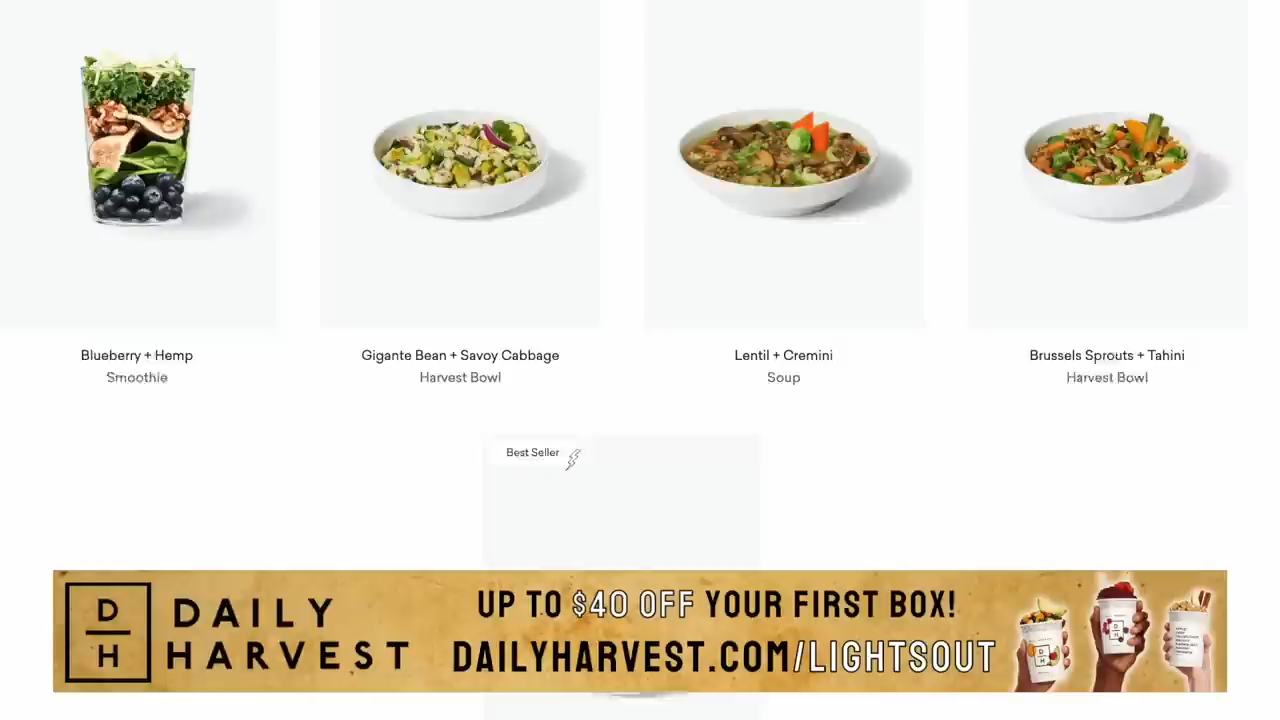 Blueberry + Hemp
Smoothie
Gigante Bean + Savoy Cabbage
Harvest Bowl
Lentil + Cremini
Soup
Brussels Sprouts + Tahini
Harvest Bowl
Best Seller
D
H
DAILY
HARVEST
UP TO $40 OFF YOUR FIRST BOX!
DAILYHARVEST.COM/LIGHTSOUT
D
H
D
H